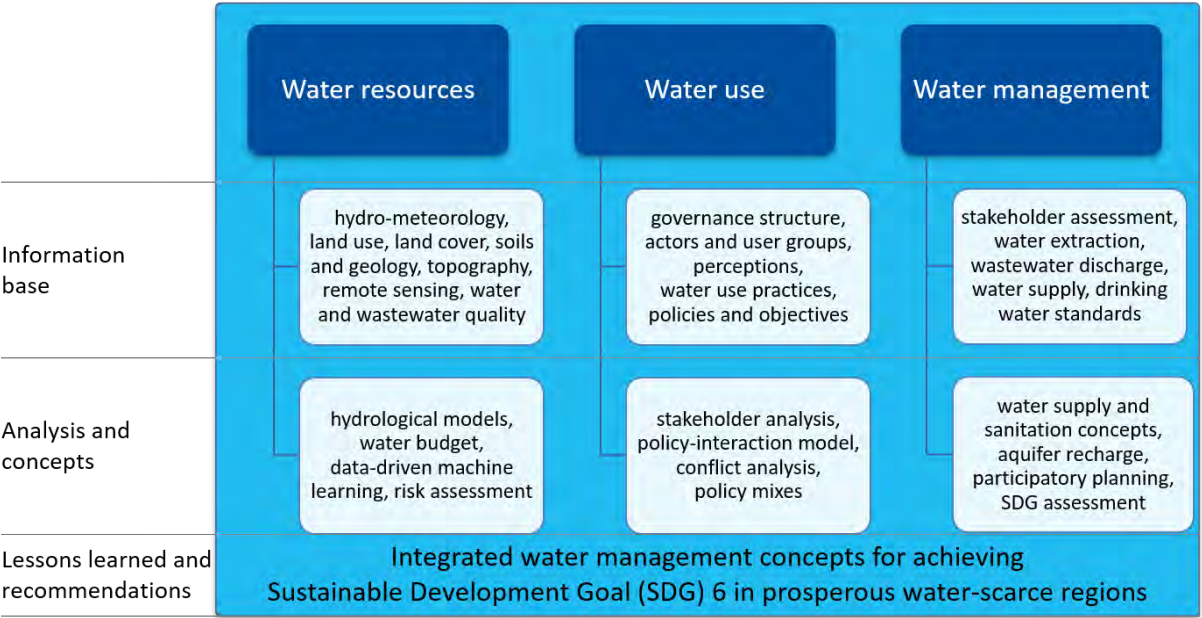 Water resources
Water use
Water management
Information
base
hydro-meteorology,
land use, land cover, soils
and geology, topography,
remote sensing, water
and wastewater quality
governance structure,
actors and user groups,
perceptions,
water use practices,
policies and objectives
stakeholder assessment,
water extraction,
wastewater discharge,
water supply, drinking
water standards
Analysis and
concepts
hydrological models,
water budget,
data-driven machine
learning, risk assessment
stakeholder analysis,
policy-interaction model,
conflict analysis,
policy mixes
water supply and
sanitation concepts,
aquifer recharge,
participatory planning,
SDG assessment
Lessons learned and
recommendations
Integrated water management concepts for achieving
Sustainable Development Goal (SDG) 6 in prosperous water-scarce regions